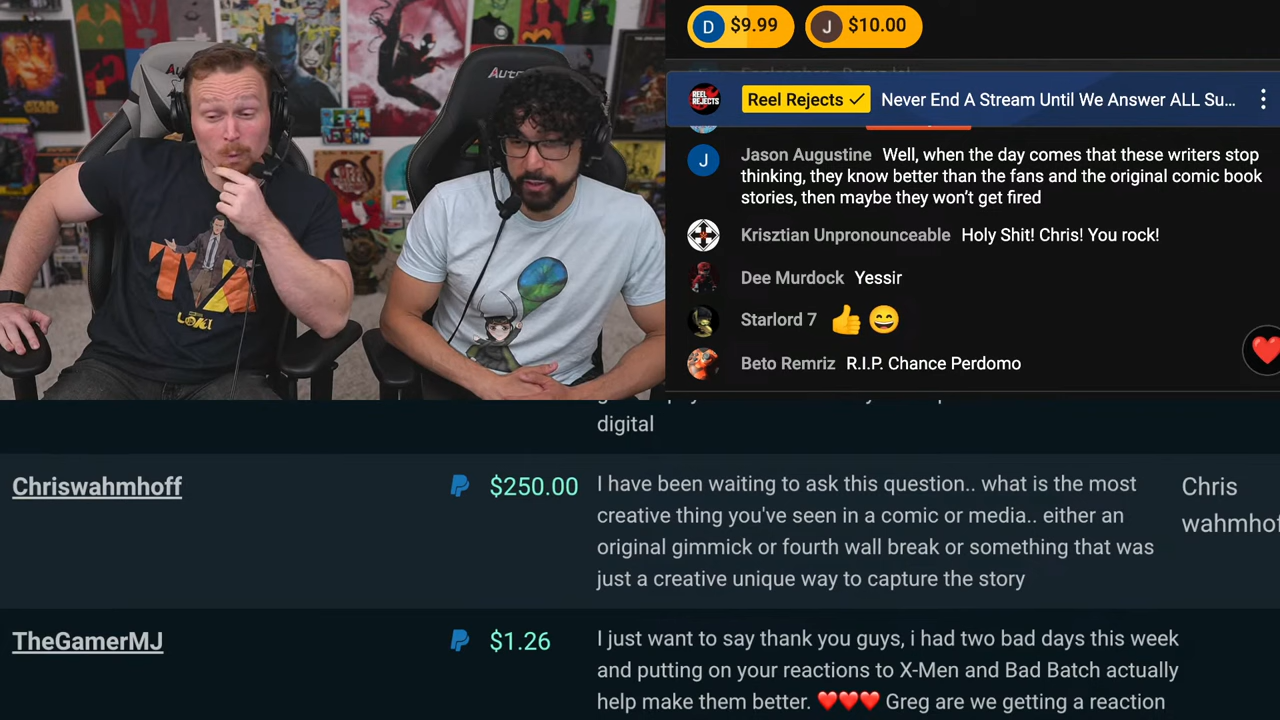 D $9.99
J $10.00
REEL REJECTS
Reel Rejects Never End A Stream Until We Answer ALL Su...
J
Jason Augustine Well, when the day comes that these writers stop
thinking, they know better than the fans and the original comic book
stories, then maybe they won’t get fired
Krisztian Unpronounceable Holy Shit! Chris! You rock!
Dee Murdock Yessir
Starlord 7 👍😄
Beto Remriz R.I.P. Chance Perdomo
Auto
TVA
LOKI
digital
Chriswahmhoff
$250.00
I have been waiting to ask this question.. what is the most
creative thing you've seen in a comic or media.. either an
original gimmick or fourth wall break or something that was
just a creative unique way to capture the story
Chris
wahmhof
TheGamerMJ
$1.26
I just want to say thank you guys, i had two bad days this week
and putting on your reactions to X-Men and Bad Batch actually
help make them better. ❤️❤️❤️ Greg are we getting a reaction